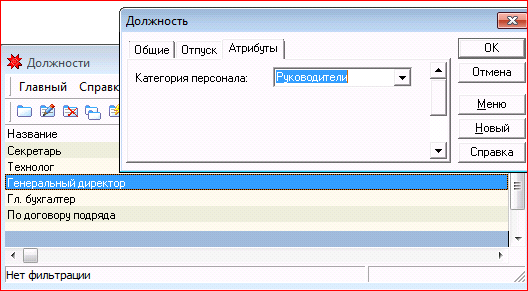 Должность
Общие Отпуск Атрибуты
Категория персонала: Руководители
OK
Отмена
Меню
Новый
Справка
Должности
Главный Справк
Название
Секретарь
Технолог
Генеральный директор
Гл. бухгалтер
По договору подряда
Нет фильтрации